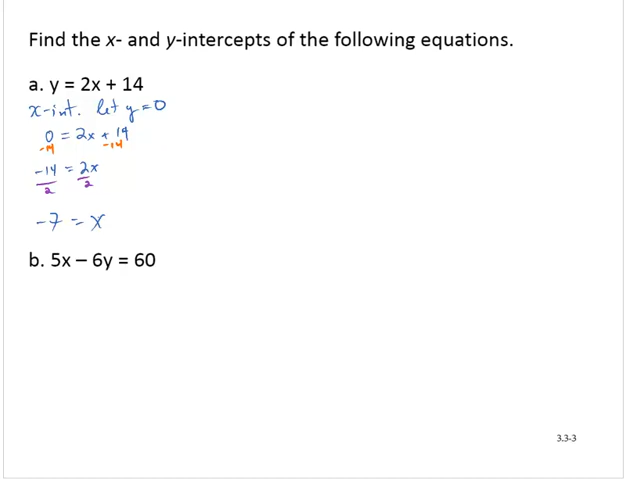 Find the x- and y-intercepts of the following equations.
a. y = 2x + 14
x-int. let y=0
0 = 2x + 14
-14 -14
-14 = 2x
2 2
-7 = x
b. 5x – 6y = 60
3.3-3